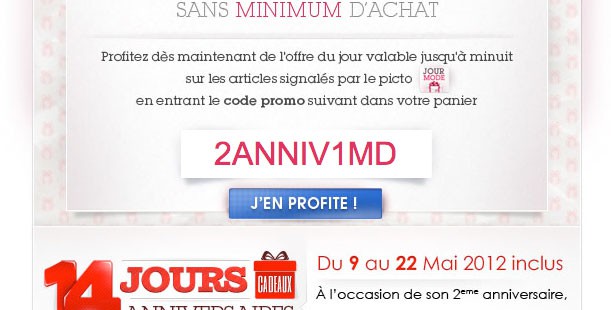 SANS MINIMUM D'ACHAT
Profitez dès maintenant de l'offre du jour valable jusqu'à minuit
sur les articles signalés par le picto JOUR MODE
en entrant le code promo suivant dans votre panier
2ANNIV1MD
J'EN PROFITE !
14 JOURS
CADEAUX
ANNIVERSAIRES
Du 9 au 22 Mai 2012 inclus
À l'occasion de son 2eme anniversaire,